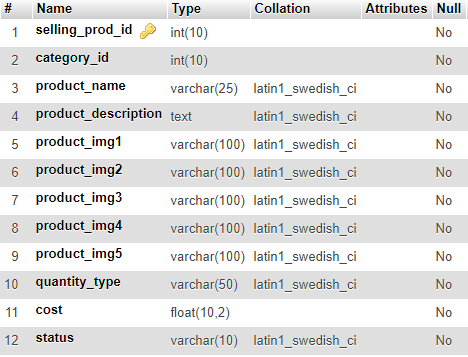 # Name Type Collation Attributes Null
1 selling_prod_id int(10) No
2 category_id int(10) No
3 product_name varchar(25) latin1_swedish_ci No
4 product_description text latin1_swedish_ci No
5 product_img1 varchar(100) latin1_swedish_ci No
6 product_img2 varchar(100) latin1_swedish_ci No
7 product_img3 varchar(100) latin1_swedish_ci No
8 product_img4 varchar(100) latin1_swedish_ci No
9 product_img5 varchar(100) latin1_swedish_ci No
10 quantity_type varchar(50) latin1_swedish_ci No
11 cost float(10,2) No
12 status varchar(10) latin1_swedish_ci No